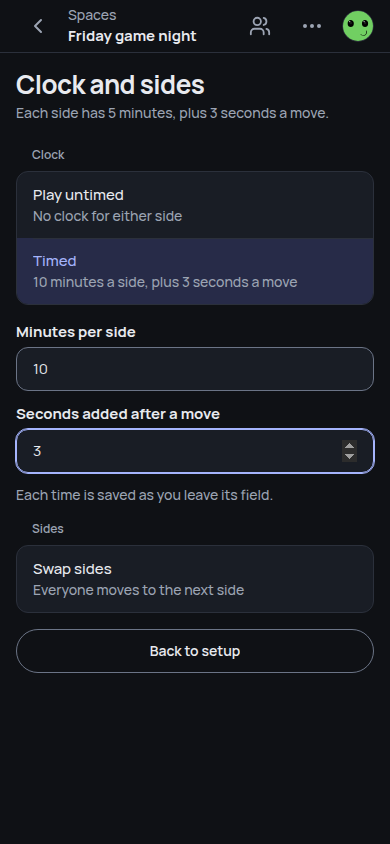 Spaces
Friday game night
Clock and sides
Each side has 5 minutes, plus 3 seconds a move.
Clock
Play untimed
No clock for either side
Timed
10 minutes a side, plus 3 seconds a move
Minutes per side
10
Seconds added after a move
3
Each time is saved as you leave its field.
Sides
Swap sides
Everyone moves to the next side
Back to setup